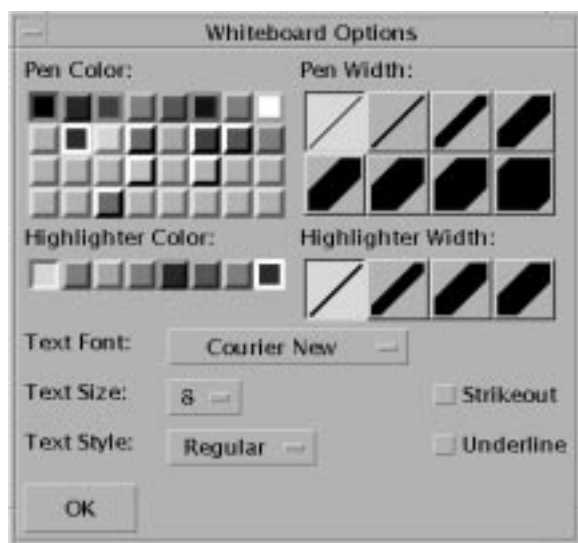 Whiteboard Options
Pen Color: Pen Width:
Highlighter Color: Highlighter Width:
Text Font: Courier New
Text Size: 8 Strikeout
Text Style: Regular Underline
OK